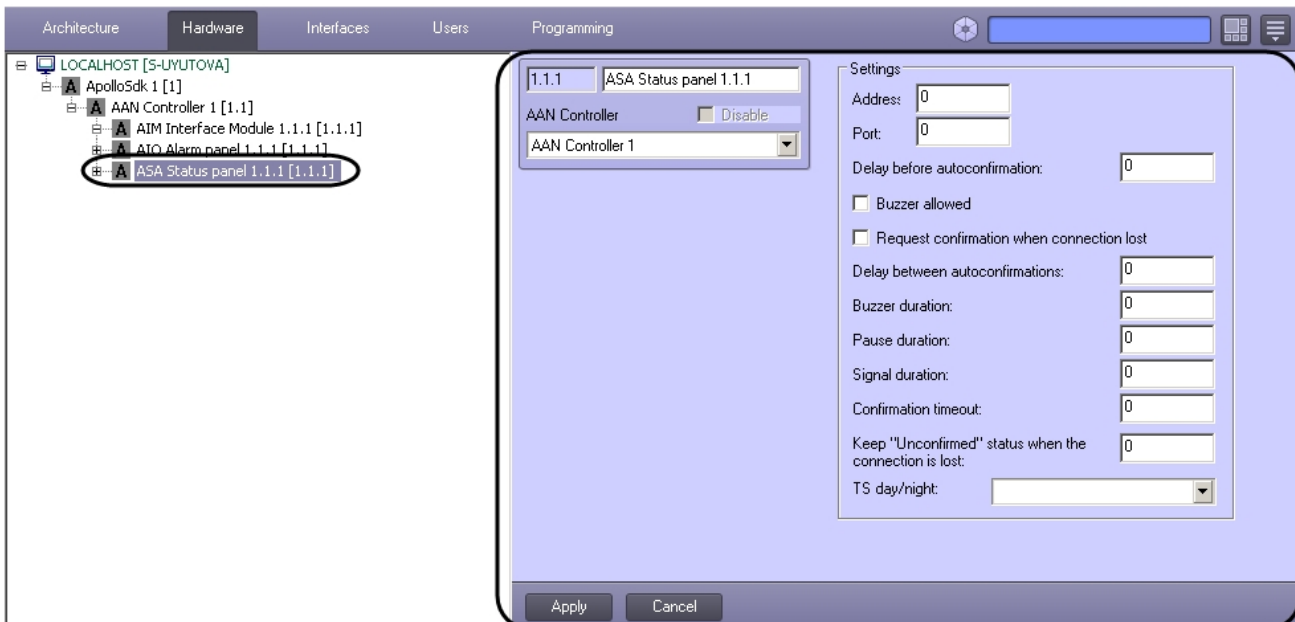 Architecture Hardware Interfaces Users Programming
LOCALHOST [S-UYUTOVA]
A ApolloSdk 1 [1]
A AAN Controller 1 [1.1]
A AIM Interface Module 1.1.1 [1.1.1]
A AIO Alarm panel 1.1.1 [1.1.1]
A ASA Status panel 1.1.1 [1.1.1]
1.1.1 ASA Status panel 1.1.1
AAN Controller Disable
AAN Controller 1
Settings
Address: 0
Port: 0
Delay before autoconfirmation: 0
Buzzer allowed
Request confirmation when connection lost
Delay between autoconfirmations: 0
Buzzer duration: 0
Pause duration: 0
Signal duration: 0
Confirmation timeout: 0
Keep "Unconfirmed" status when the 0
connection is lost:
TS day/night:
Apply Cancel